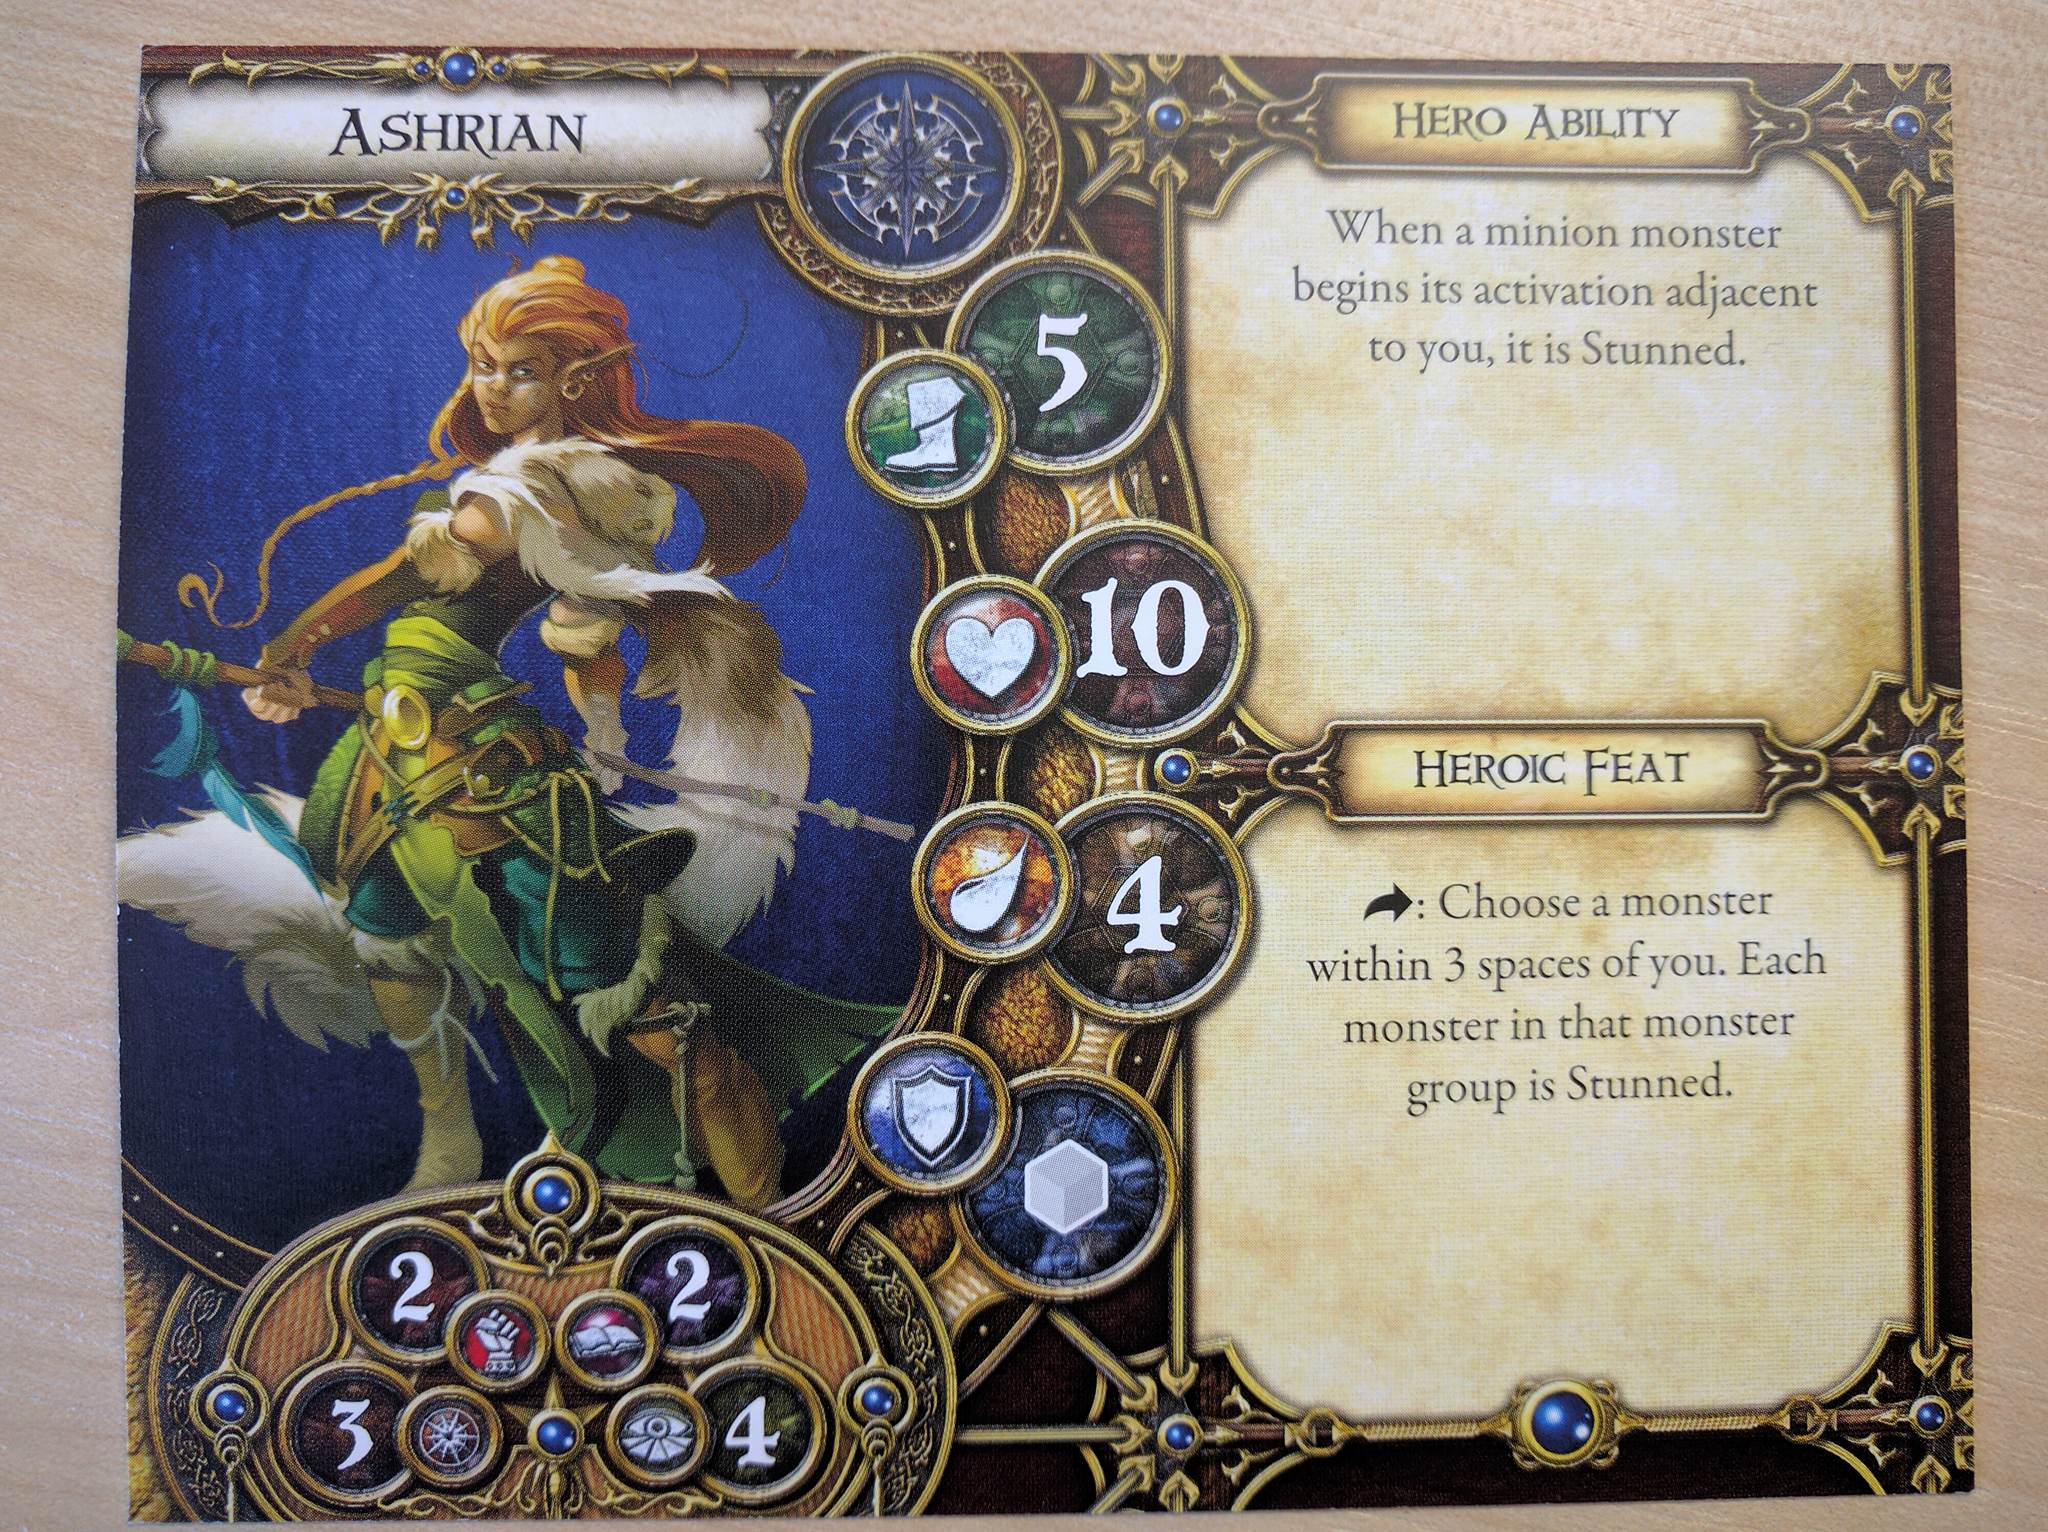 ASHRIAN
5
10
4
2
2
3
4
HERO ABILITY
When a minion monster
begins its activation adjacent
to you, it is Stunned.
HEROIC FEAT
: Choose a monster
within 3 spaces of you. Each
monster in that monster
group is Stunned.